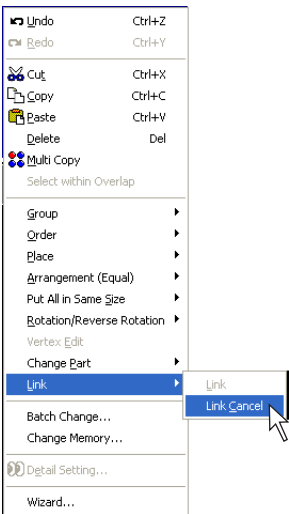 Undo Ctrl+Z
Redo Ctrl+Y
Cut Ctrl+X
Copy Ctrl+C
Paste Ctrl+V
Delete Del
Multi Copy
Select within Overlap
Group
Order
Place
Arrangement (Equal)
Put All in Same Size
Rotation/Reverse Rotation
Vertex Edit
Change Part
Link Link
Link Cancel
Batch Change...
Change Memory...
Detail Setting...
Wizard...